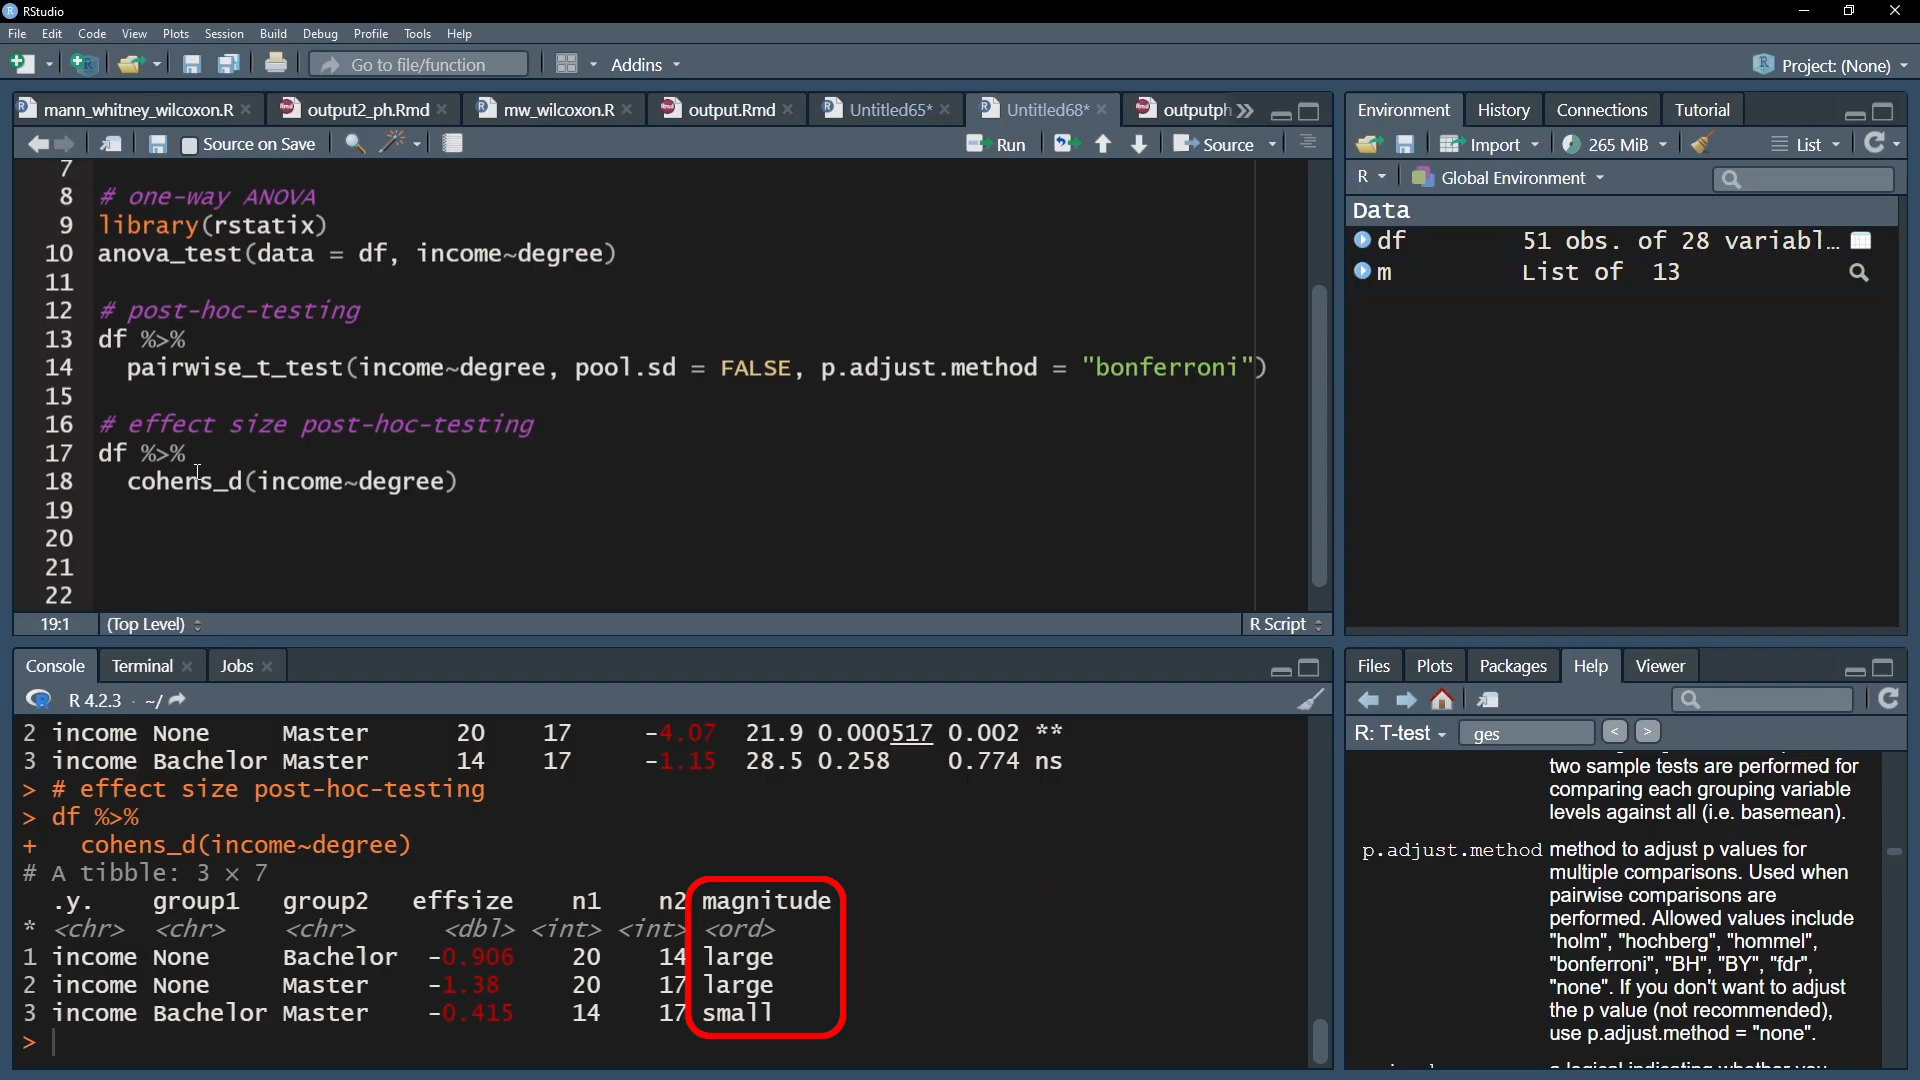 RStudio
File Edit Code View Plots Session Build Debug Profile Tools Help
Go to file/function Addins Project: (None)
mann_whitney_wilcoxon.R output2_ph.Rmd mw_wilcoxon.R output.Rmd Untitled65* Untitled68* outputph
Source on Save Run Source
7
8 # one-way ANOVA
9 library(rstatix)
10 anova_test(data = df, income~degree)
11
12 # post-hoc-testing
13 df %>%
14 pairwise_t_test(income~degree, pool.sd = FALSE, p.adjust.method = "bonferroni")
15
16 # effect size post-hoc-testing
17 df %>%
18 cohens_d(income~degree)
19
20
21
22
19:1 (Top Level) R Script
Console Terminal Jobs
R 4.2.3 · ~/
2 income None Master 20 17 -4.07 21.9 0.000517 0.002 **
3 income Bachelor Master 14 17 -1.15 28.5 0.258 0.774 ns
> # effect size post-hoc-testing
> df %>%
+ cohens_d(income~degree)
# A tibble: 3 × 7
.y. group1 group2 effsize n1 n2 magnitude
* <chr> <chr> <chr> <dbl> <int> <int> <ord>
1 income None Bachelor -0.906 20 14 large
2 income None Master -1.38 20 17 large
3 income Bachelor Master -0.415 14 17 small
>
Environment History Connections Tutorial
Import 265 MiB List
R Global Environment
Data
df 51 obs. of 28 variabl…
m List of 13
Files Plots Packages Help Viewer
R: T-test ges < >
two sample tests are performed for
comparing each grouping variable
levels against all (i.e. basemean).
p.adjust.method method to adjust p values for
multiple comparisons. Used when
pairwise comparisons are
performed. Allowed values include
"holm", "hochberg", "hommel",
"bonferroni", "BH", "BY", "fdr",
"none". If you don't want to adjust
the p value (not recommended),
use p.adjust.method = "none".